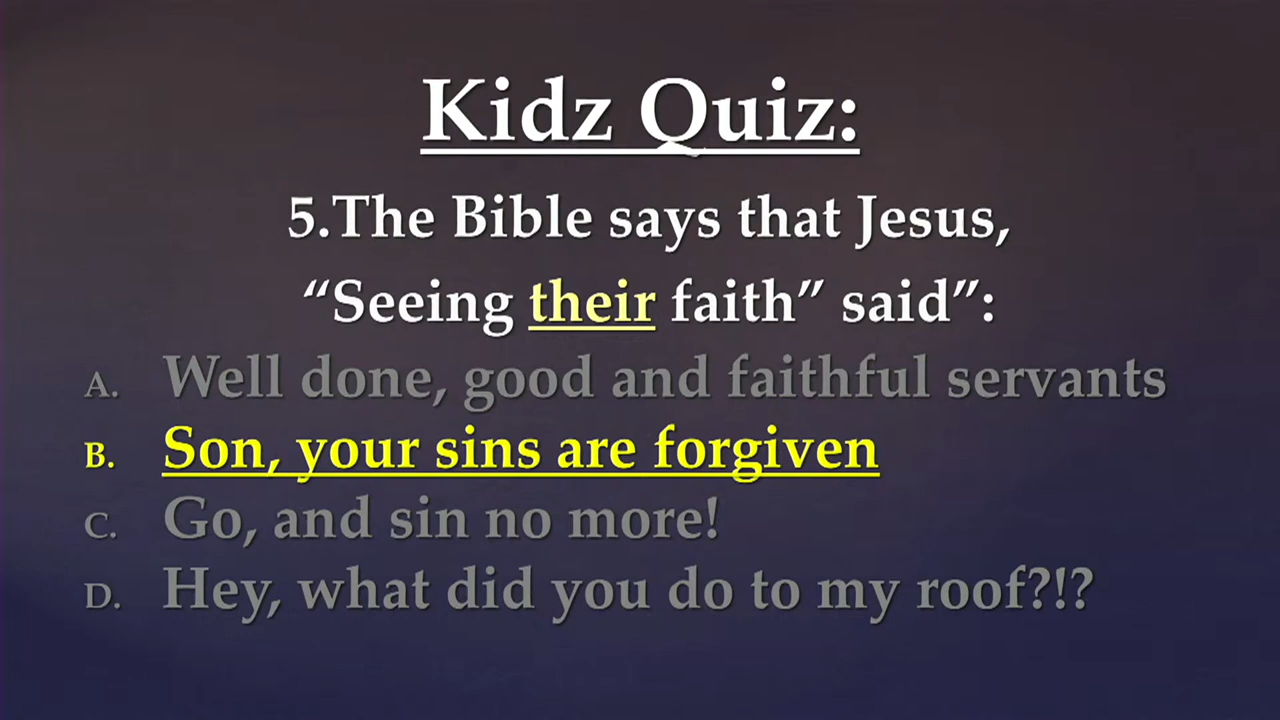 Kidz Quiz:
5.The Bible says that Jesus,
“Seeing their faith” said”:
A. Well done, good and faithful servants
B. Son, your sins are forgiven
C. Go, and sin no more!
D. Hey, what did you do to my roof?!?